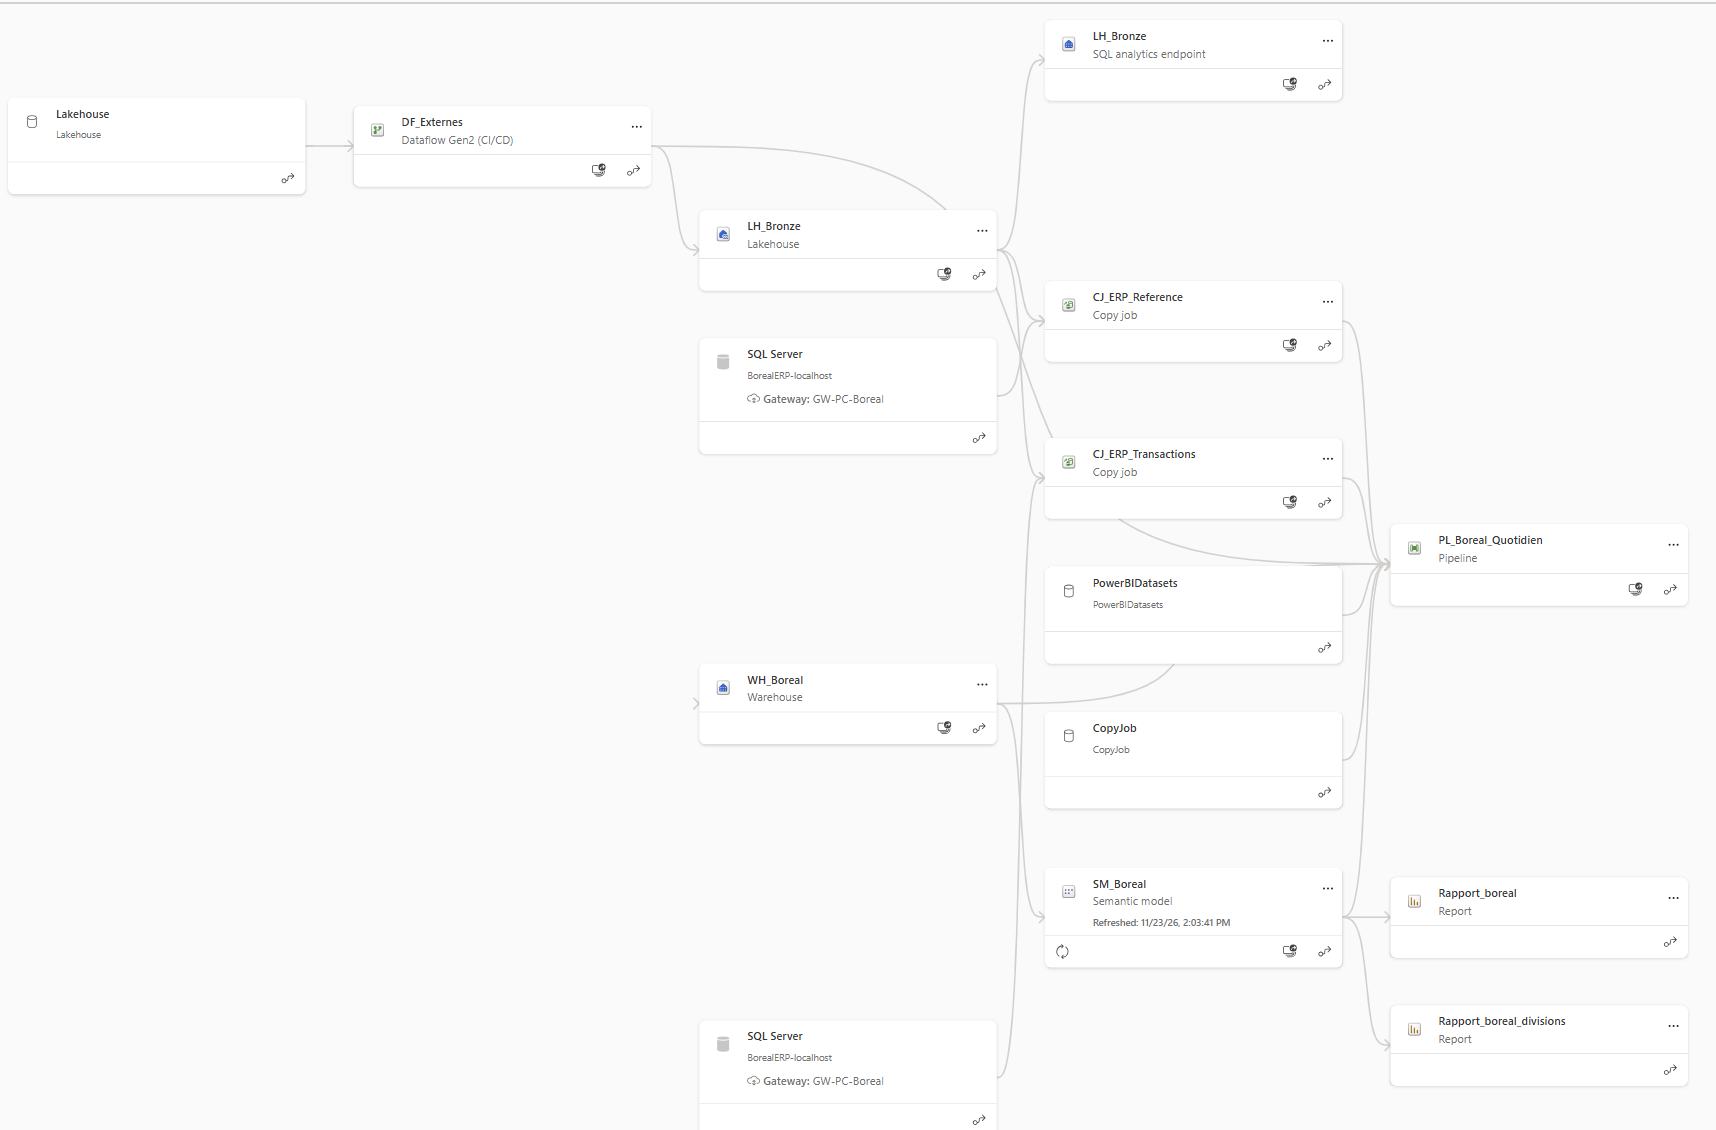 Lakehouse
Lakehouse
DF_Externes
Dataflow Gen2 (CI/CD)
LH_Bronze
Lakehouse
SQL Server
BorealERP-localhost
Gateway: GW-PC-Boreal
WH_Boreal
Warehouse
SQL Server
BorealERP-localhost
Gateway: GW-PC-Boreal
LH_Bronze
SQL analytics endpoint
CJ_ERP_Reference
Copy job
CJ_ERP_Transactions
Copy job
PowerBIDatasets
PowerBIDatasets
CopyJob
CopyJob
SM_Boreal
Semantic model
Refreshed: 11/23/26, 2:03:41 PM
PL_Boreal_Quotidien
Pipeline
Rapport_boreal
Report
Rapport_boreal_divisions
Report